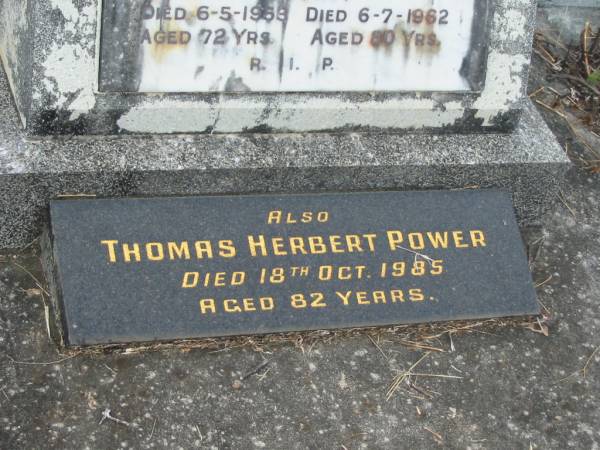 Died 6-5-1958 Died 6-7-1962
Aged 72 Yrs. Aged 80 Yrs.
R. I. P.
Also
Thomas Herbert Power
Died 18th Oct. 1985
Aged 82 Years.